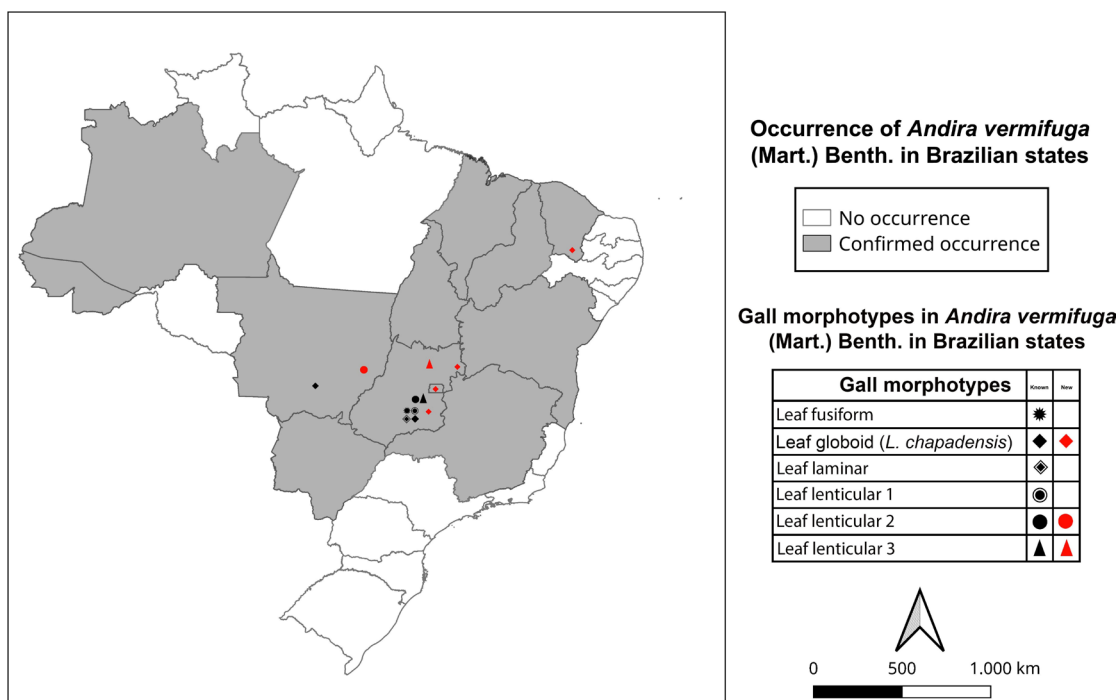 Occurrence of Andira vermifuga
(Mart.) Benth. in Brazilian states
No occurrence
Confirmed occurrence
Gall morphotypes in Andira vermifuga
(Mart.) Benth. in Brazilian states
Gall morphotypes Known New
Leaf fusiform
Leaf globoid (L. chapadensis)
Leaf laminar
Leaf lenticular 1
Leaf lenticular 2
Leaf lenticular 3
0 500 1.000 km